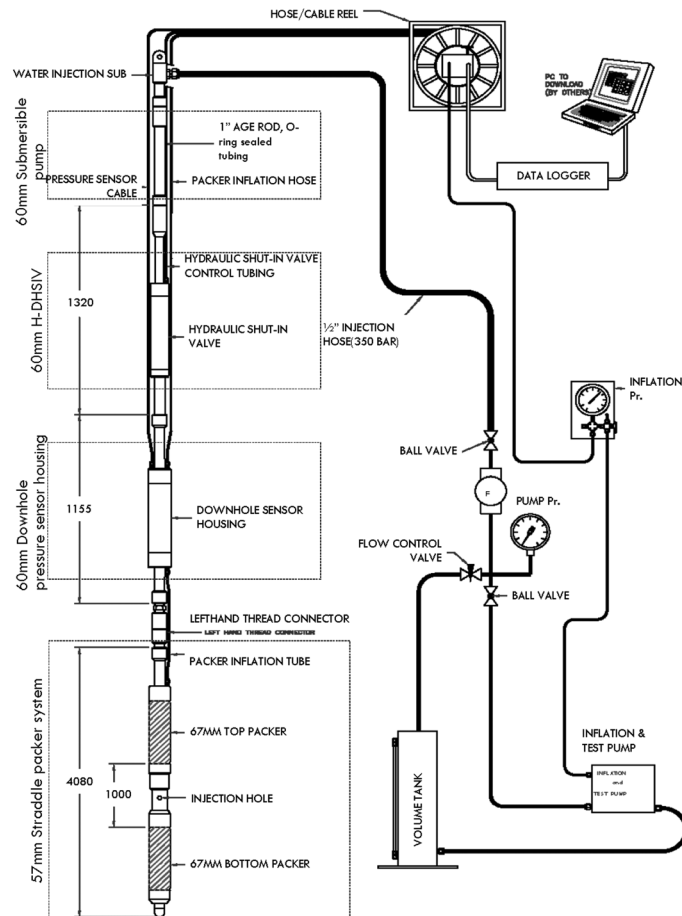 HOSE/CABLE REEL
WATER INJECTION SUB
PC TO
DOWNLOAD
(BY OTHERS)
60mm Submersible
pump
1" AGE ROD, O-
ring sealed
tubing
PRESSURE SENSOR
CABLE
PACKER INFLATION HOSE
DATA LOGGER
60mm H-DHSIV
1320
HYDRAULIC SHUT-IN VALVE
CONTROL TUBING
HYDRAULIC SHUT-IN
VALVE
½" INJECTION
HOSE(350 BAR)
INFLATION
Pr.
BALL VALVE
F
60mm Downhole
pressure sensor housing
1155
DOWNHOLE SENSOR
HOUSING
PUMP Pr.
FLOW CONTROL
VALVE
BALL VALVE
LEFTHAND THREAD CONNECTOR
LEFT HAND THREAD CONNECTOR
PACKER INFLATION TUBE
57mm Straddle packer system
4080
67MM TOP PACKER
1000
INJECTION HOLE
67MM BOTTOM PACKER
VOLUME TANK
INFLATION &
TEST PUMP
INFLATION
and
TEST PUMP